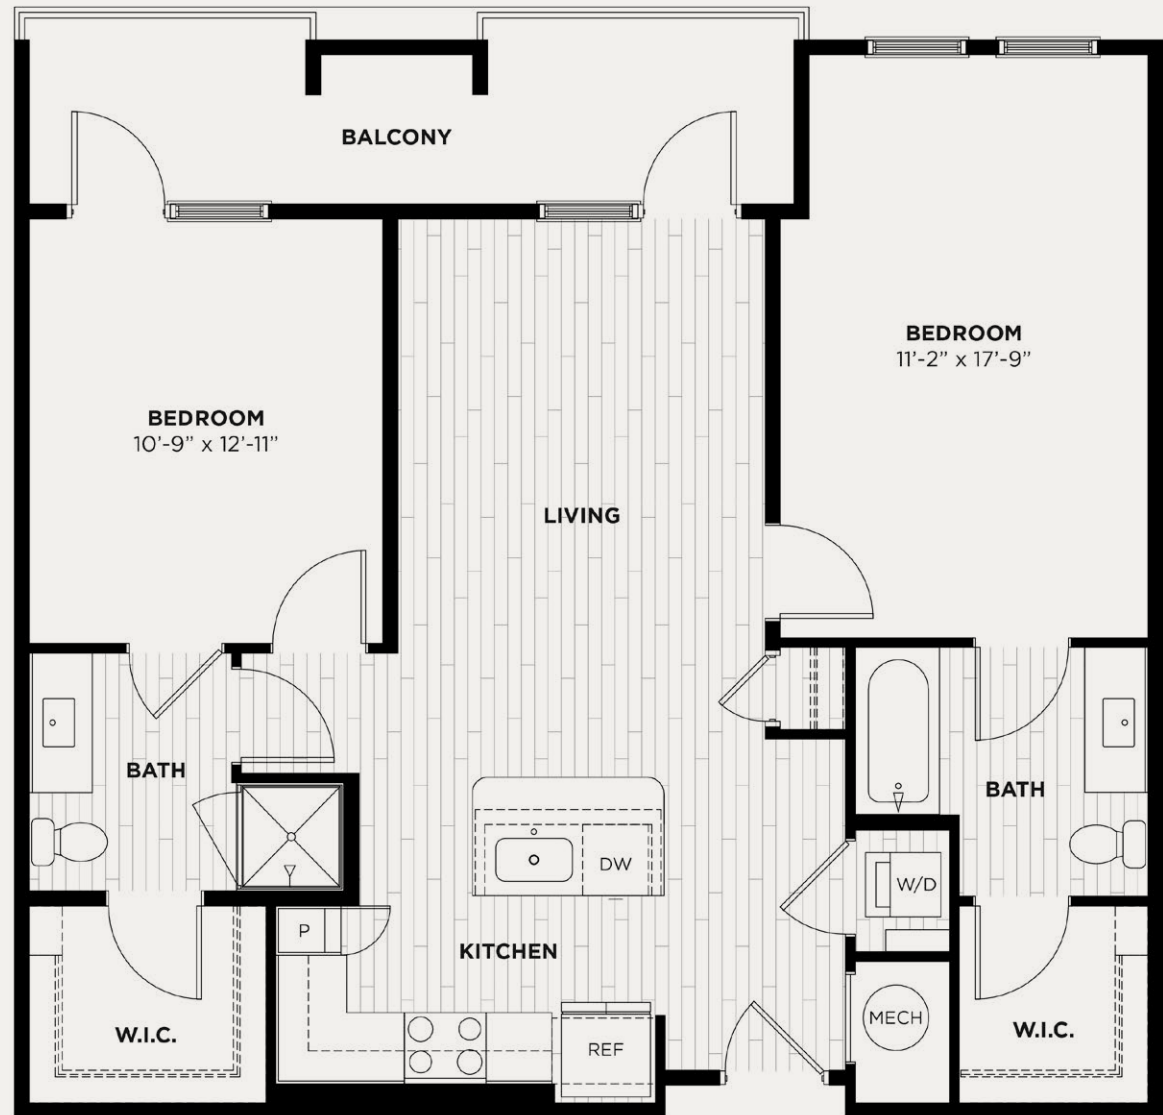 BALCONY
BEDROOM
11'-2” x 17'-9”
BEDROOM
10'-9” x 12'-11”
LIVING
BATH
BATH
DW
W/D
P
KITCHEN
MECH
W.I.C.
W.I.C.
REF